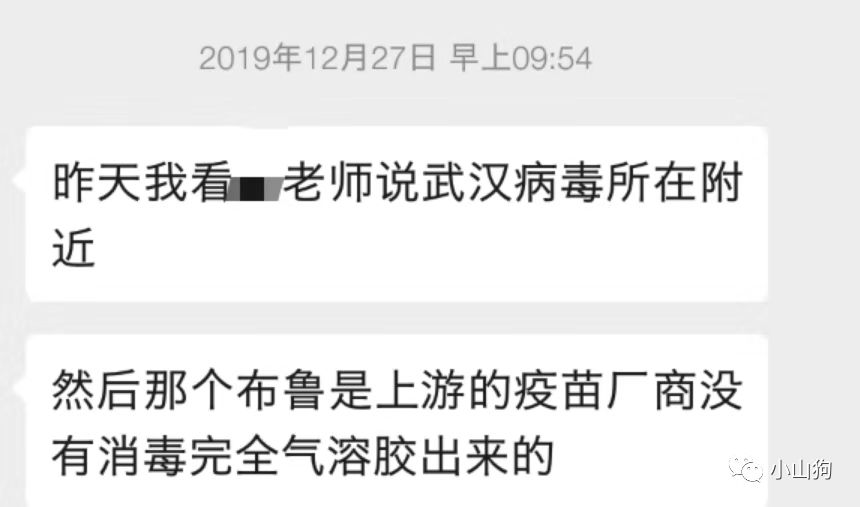 2019年12月27日 早上09:54
昨天我看老师说武汉病毒所在附
近
然后那个布鲁是上游的疫苗厂商没
有消毒完全气溶胶出来的
小山狗